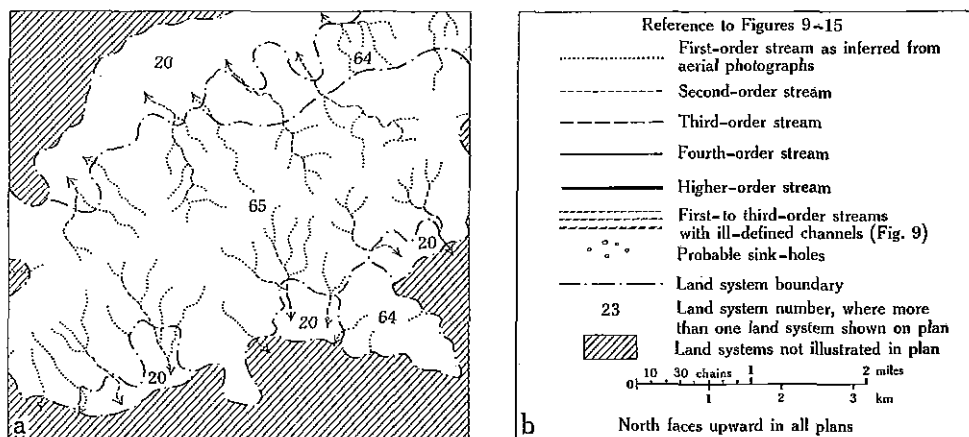 20
64
65
20
20
64
20
a
Reference to Figures 9–15
First-order stream as inferred from
aerial photographs
Second-order stream
Third-order stream
Fourth-order stream
Higher-order stream
First-to third-order streams
with ill-defined channels (Fig. 9)
Probable sink-holes
Land system boundary
23 Land system number, where more
than one land system shown on plan
Land systems not illustrated in plan
10 30 chains 1 2 miles
0 1 2 3 km
b North faces upward in all plans